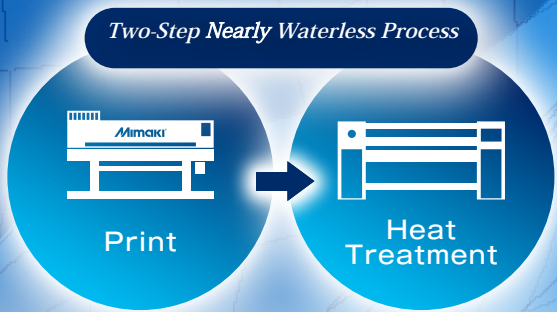 Two-Step Nearly Waterless Process
Mimaki
Print
Heat
Treatment